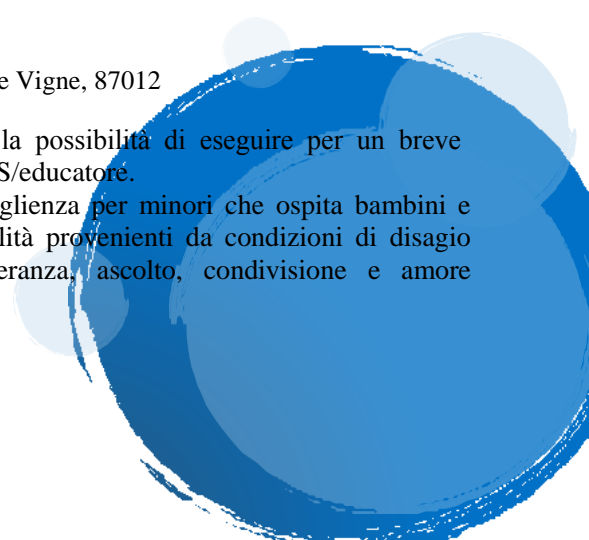 e Vigne, 87012
la possibilità di eseguire per un breve
S/educatore.
glienza per minori che ospita bambini e
lità provenienti da condizioni di disagio
eranza, ascolto, condivisione e amore